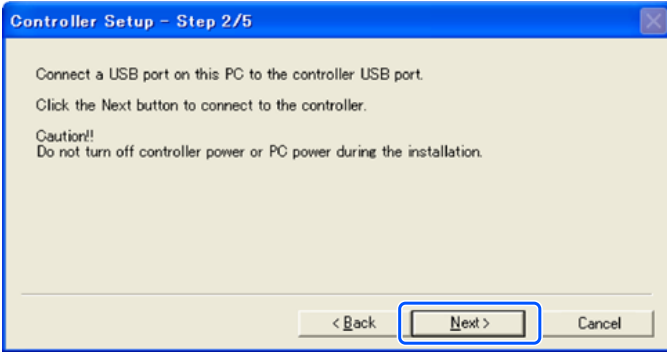 Controller Setup - Step 2/5
Connect a USB port on this PC to the controller USB port.
Click the Next button to connect to the controller.
Caution!!
Do not turn off controller power or PC power during the installation.
< Back
Next >
Cancel